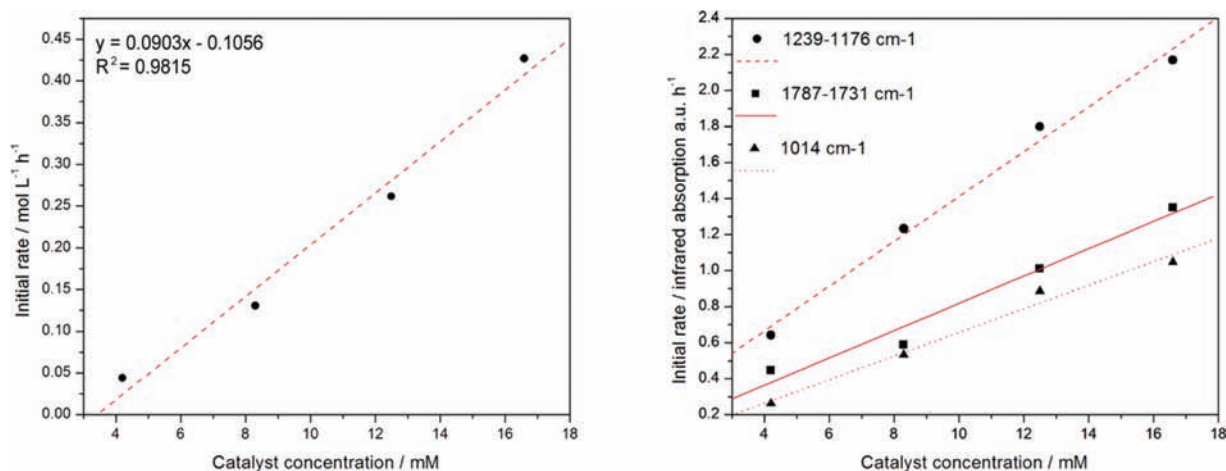 y = 0.0903x - 0.1056
R² = 0.9815
Initial rate / mol L⁻¹ h⁻¹
0.45
0.40
0.35
0.30
0.25
0.20
0.15
0.10
0.05
0.00
4 6 8 10 12 14 16 18
Catalyst concentration / mM
1239-1176 cm-1
1787-1731 cm-1
1014 cm-1
Initial rate / infrared absorption a.u. h⁻¹
2.4
2.2
2.0
1.8
1.6
1.4
1.2
1.0
0.8
0.6
0.4
0.2
4 6 8 10 12 14 16 18
Catalyst concentration / mM